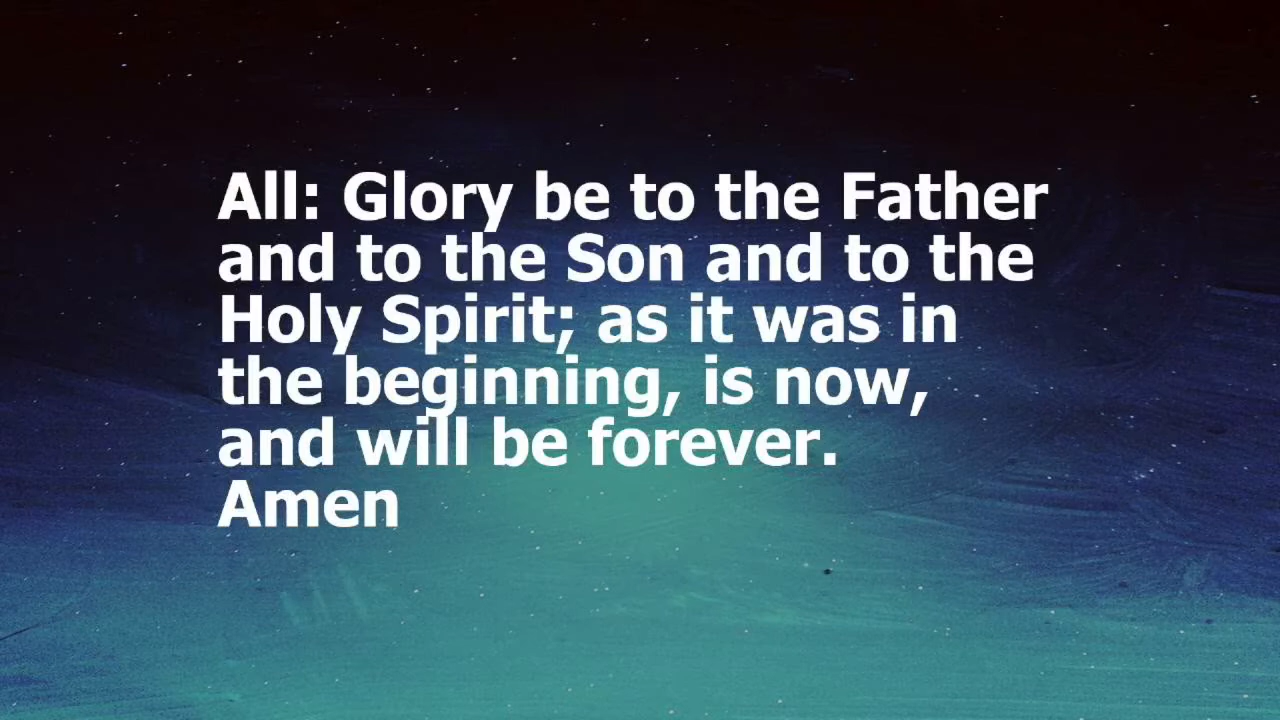 All: Glory be to the Father
and to the Son and to the
Holy Spirit; as it was in
the beginning, is now,
and will be forever.
Amen